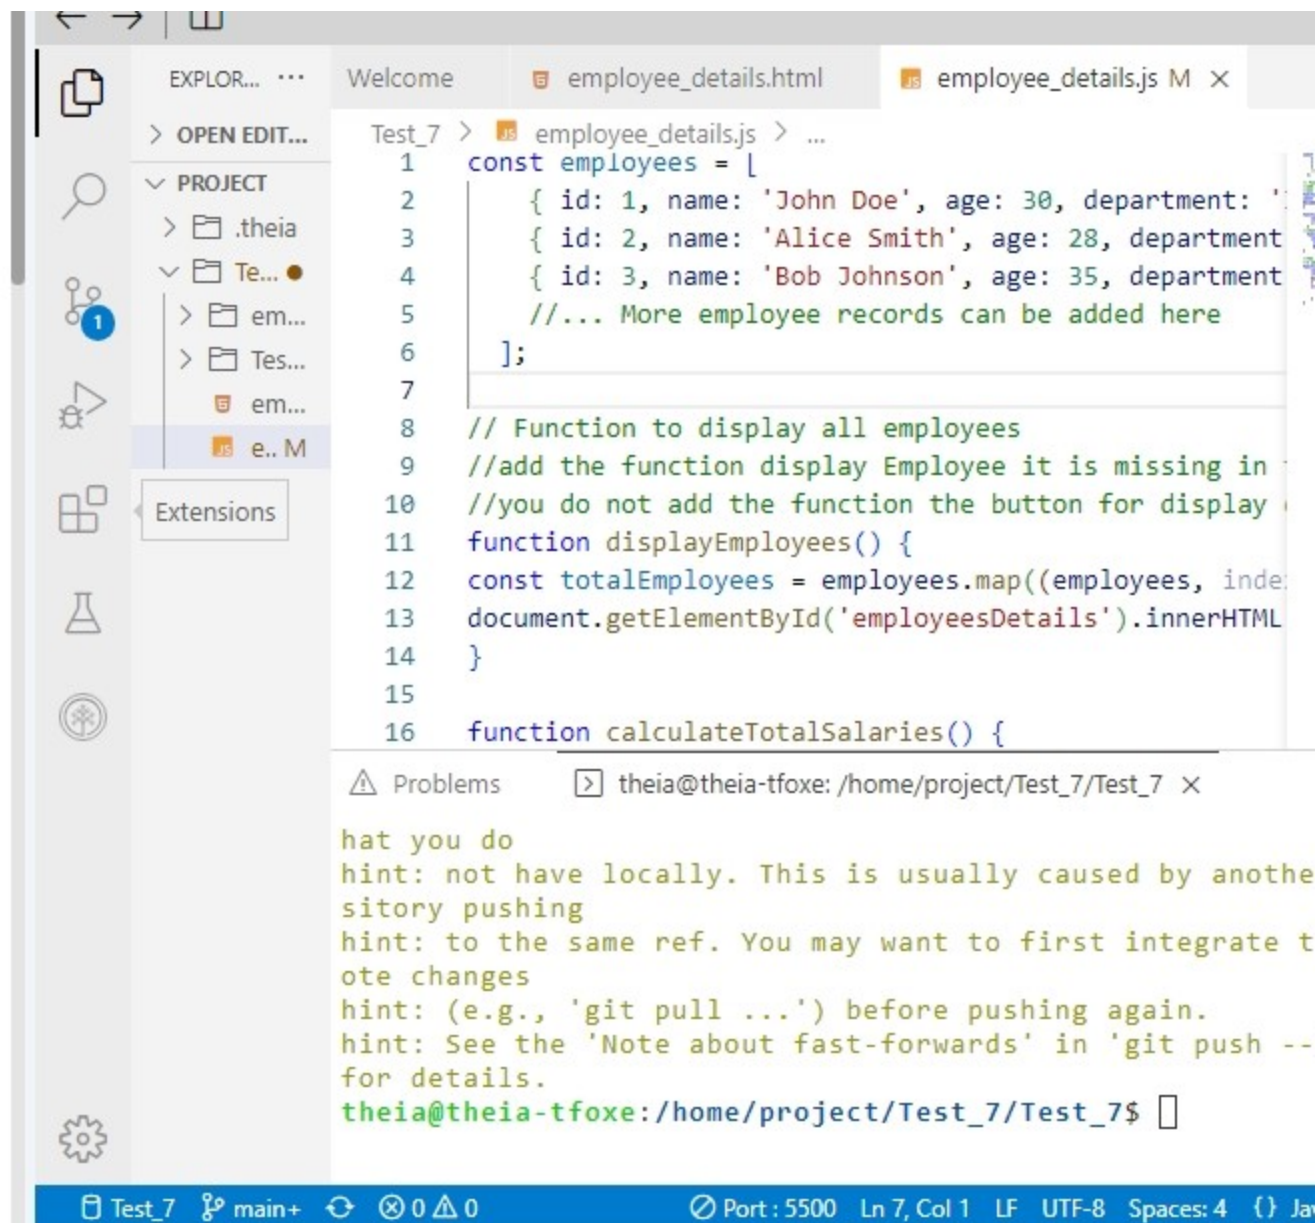 EXPLOR... ...
Welcome
employee_details.html
employee_details.js M ×
> OPEN EDIT...
Test_7 > JS employee_details.js > ...
PROJECT
> .theia
Te... ●
> em...
> Tes...
em...
JS e.. M
1
Extensions
1 const employees = [
2 { id: 1, name: 'John Doe', age: 30, department: '
3 { id: 2, name: 'Alice Smith', age: 28, department
4 { id: 3, name: 'Bob Johnson', age: 35, department
5 //... More employee records can be added here
6 ];
7
8 // Function to display all employees
9 //add the function display Employee it is missing in
10 //you do not add the function the button for display
11 function displayEmployees() {
12 const totalEmployees = employees.map((employees, inde
13 document.getElementById('employeesDetails').innerHTML
14 }
15
16 function calculateTotalSalaries() {
Problems
theia@theia-tfoxe: /home/project/Test_7/Test_7 ×
hat you do
hint: not have locally. This is usually caused by anothe
sitory pushing
hint: to the same ref. You may want to first integrate t
ote changes
hint: (e.g., 'git pull ...') before pushing again.
hint: See the 'Note about fast-forwards' in 'git push --
for details.
theia@theia-tfoxe:/home/project/Test_7/Test_7$
Test_7 main+ 0 0 Port : 5500 Ln 7, Col 1 LF UTF-8 Spaces: 4 {} Ja